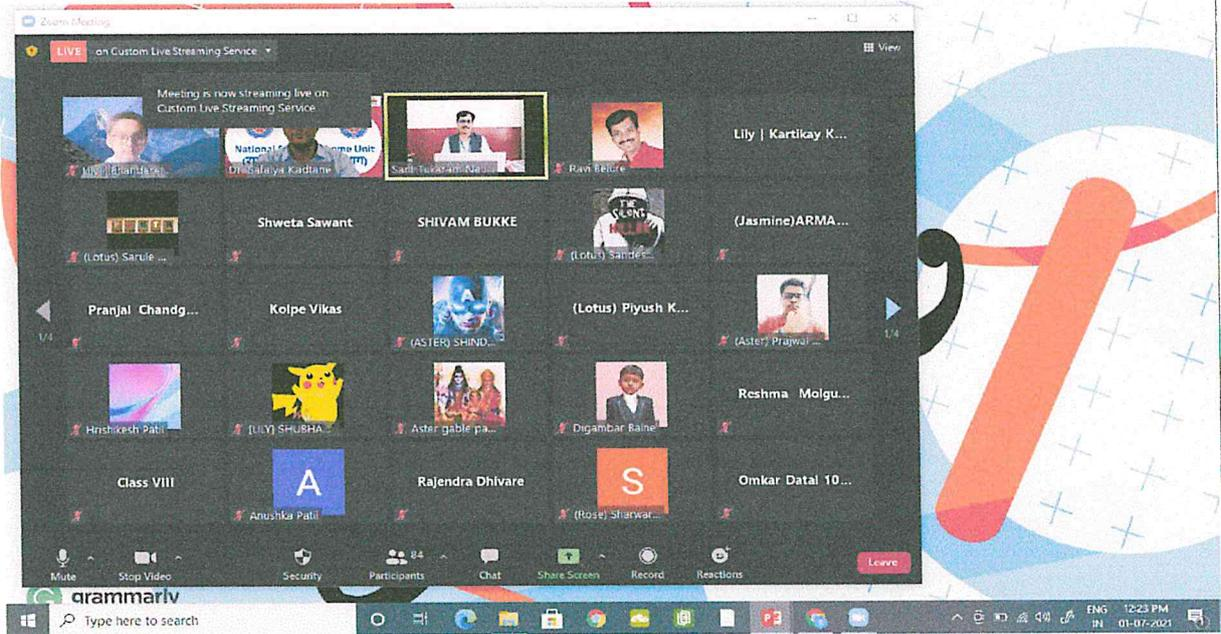 Zoom Meeting
LIVE on Custom Live Streaming Service
View
Meeting is now streaming live on
Custom Live Streaming Service
National
Unit
Ravi
Lily | Kartikay K...
(Lotus) Sarule ...
Shweta Sawant
SHIVAM BUKKE
THE
SILENT
(Lotus) Sandes...
(Jasmine)ARMA...
Pranjal Chandg...
Kolpe Vikas
A
(ASTER) SHIND...
(Lotus) Piyush K...
(Aster) Prajwal ...
1/4
1/4
Hrishikesh Patil
(LILY) SHUBHA...
Aster gable pa...
Digambar Baine
Reshma Molgu...
Class VIII
A
Anushka Patil
Rajendra Dhivare
S
(Rose) Sharwar...
Omkar Datal 10...
Mute
Stop Video
Security
84
Participants
Chat
Share Screen
Record
Reactions
Leave
grammarly
Type here to search
ENG
IN
12:23 PM
01-07-2021